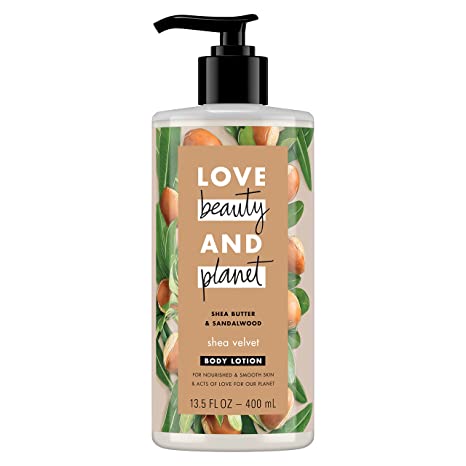 LOVE
beauty
AND
planet
SHEA BUTTER
& SANDALWOOD
shea velvet
BODY LOTION
FOR NOURISHED & SMOOTH SKIN
& ACTS OF LOVE FOR OUR PLANET
13.5 FL OZ – 400 mL